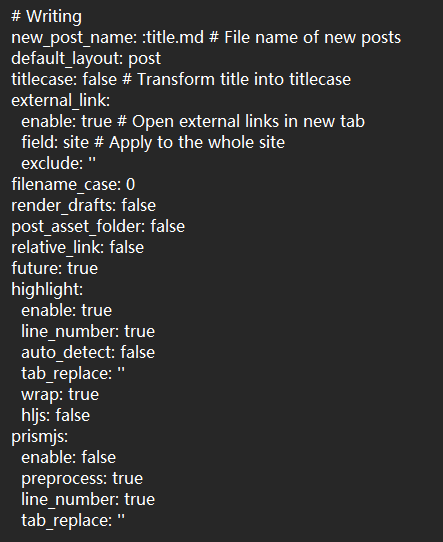 # Writing
new_post_name: :title.md # File name of new posts
default_layout: post
titlecase: false # Transform title into titlecase
external_link:
  enable: true # Open external links in new tab
  field: site # Apply to the whole site
  exclude: ''
filename_case: 0
render_drafts: false
post_asset_folder: false
relative_link: false
future: true
highlight:
  enable: true
  line_number: true
  auto_detect: false
  tab_replace: ''
  wrap: true
  hljs: false
prismjs:
  enable: false
  preprocess: true
  line_number: true
  tab_replace: ''